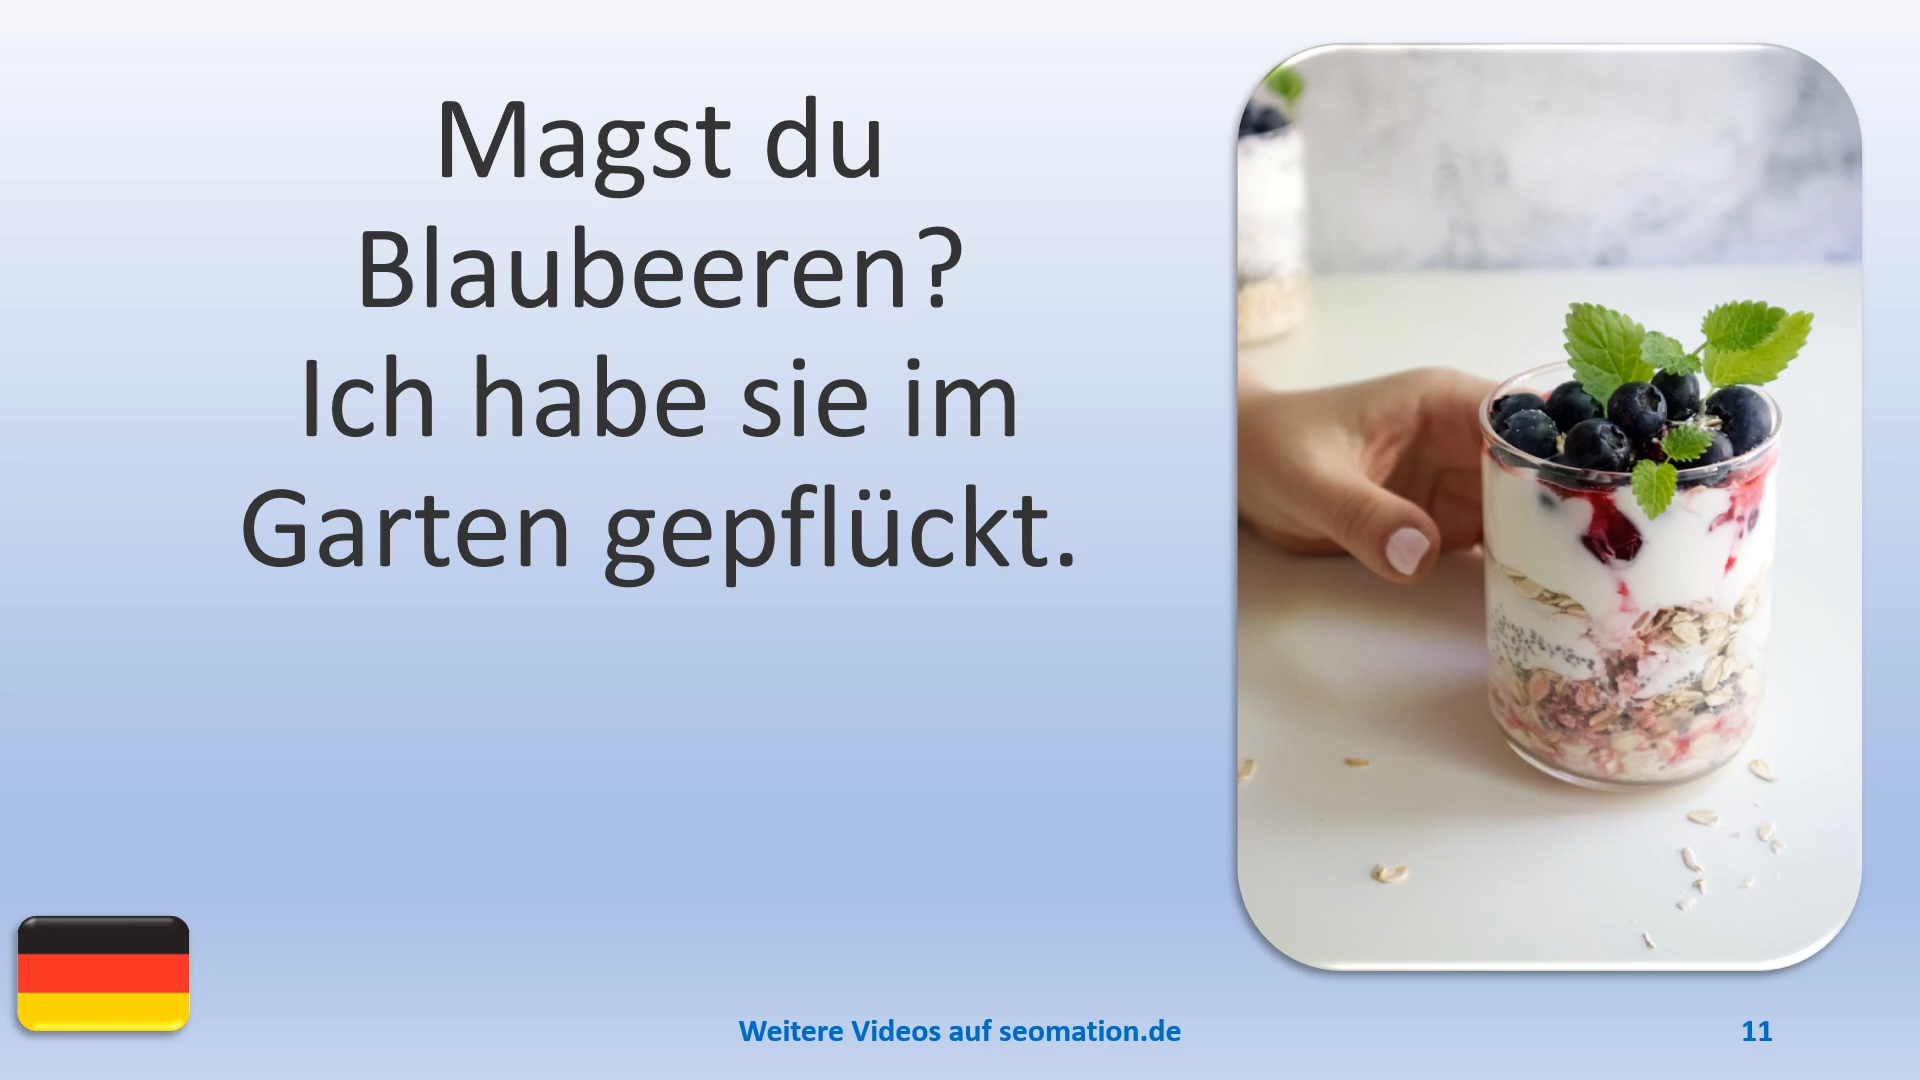 Magst du
Blaubeeren?
Ich habe sie im
Garten gepflückt.
Weitere Videos auf seomation.de
11